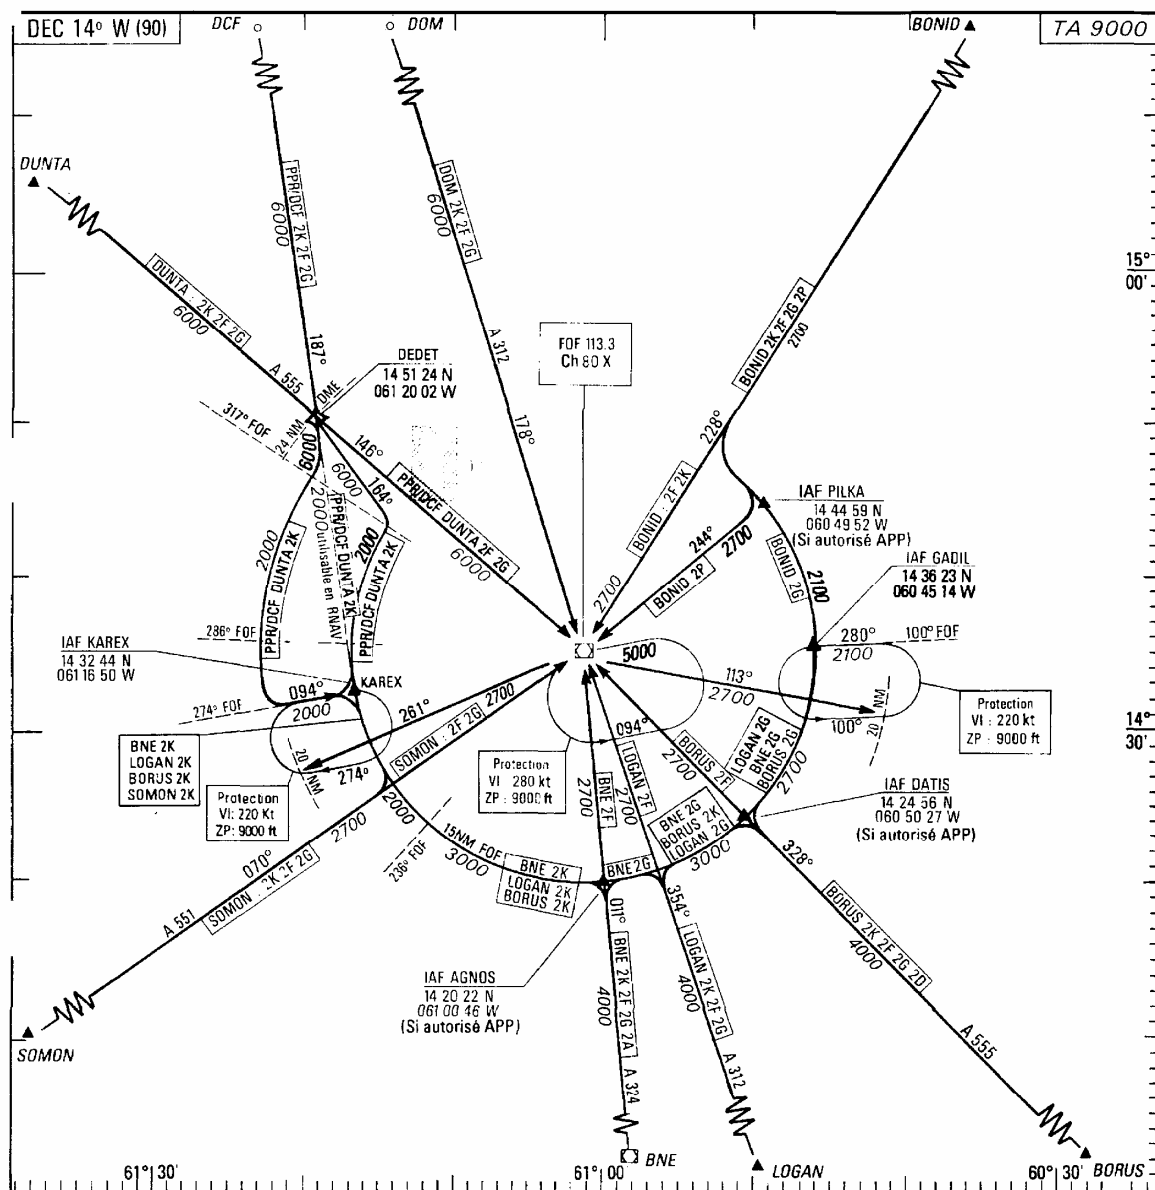 DEC 14° W (90)
DCF
DOM
BONID
TA 9000
DUNTA
PPR/DCF 2K 2F 2G
6000
DOM 2K 2F 2G
6000
DUNTA : 2K 2F 2G
6000
BONID 2K 2F 2G 2P
2700
15°
00'
187°
A 555
A 312
FOF 113.3
Ch 80 X
DEDET
14 51 24 N
061 20 02 W
DME
24 NM
317° FOF
178°
228°
6000
146°
6000
164°
PPR/DCF DUNTA 2F 2G
6000
2000 utilisable en RNAV
PPR/DCF DUNTA 2K
2000
PPR/DCF DUNTA 2K
2000
PPR/DCF DUNTA 2K
BONID : 2F 2K
2700
244°
2700
BONID 2P
IAF PILKA
14 44 59 N
060 49 52 W
(Si autorisé APP)
BONID 2G
2100
IAF GADIL
14 36 23 N
060 45 14 W
286° FOF
280°
2100
100° FOF
IAF KAREX
14 32 44 N
061 16 50 W
KAREX
5000
113°
2700
094°
2000
274° FOF
261°
SOMON : 2F 2G
2700
20 NM
100°
Protection
VI : 220 kt
ZP : 9000 ft
14°
30'
BNE 2K
LOGAN 2K
BORUS 2K
SOMON 2K
20 NM
274°
Protection
VI : 220 Kt
ZP : 9000 ft
Protection
VI 280 kt
ZP : 9000 ft
094°
2700
BNE 2F
LOGAN 2F
2700
BORUS 2F
2700
LOGAN 2G
BNE 2G
BORUS 2G
2700
IAF DATIS
14 24 56 N
060 50 27 W
(Si autorisé APP)
2000
2700
070°
SOMON : 2K 2F 2G
A 551
236° FOF
15NM FOF
3000
BNE 2K
LOGAN 2K
BORUS 2K
BNE 2G
BNE 2G
BORUS 2K
LOGAN 2G
3000
328°
BORUS 2K 2F 2G 2D
4000
A 555
011°
BNE 2K 2F 2G 2A
4000
A 324
354°
LOGAN 2K 2F 2G
4000
A 312
IAF AGNOS
14 20 22 N
061 00 46 W
(Si autorisé APP)
SOMON
BNE
LOGAN
BORUS
61° 30'
61° 00
60° 30'